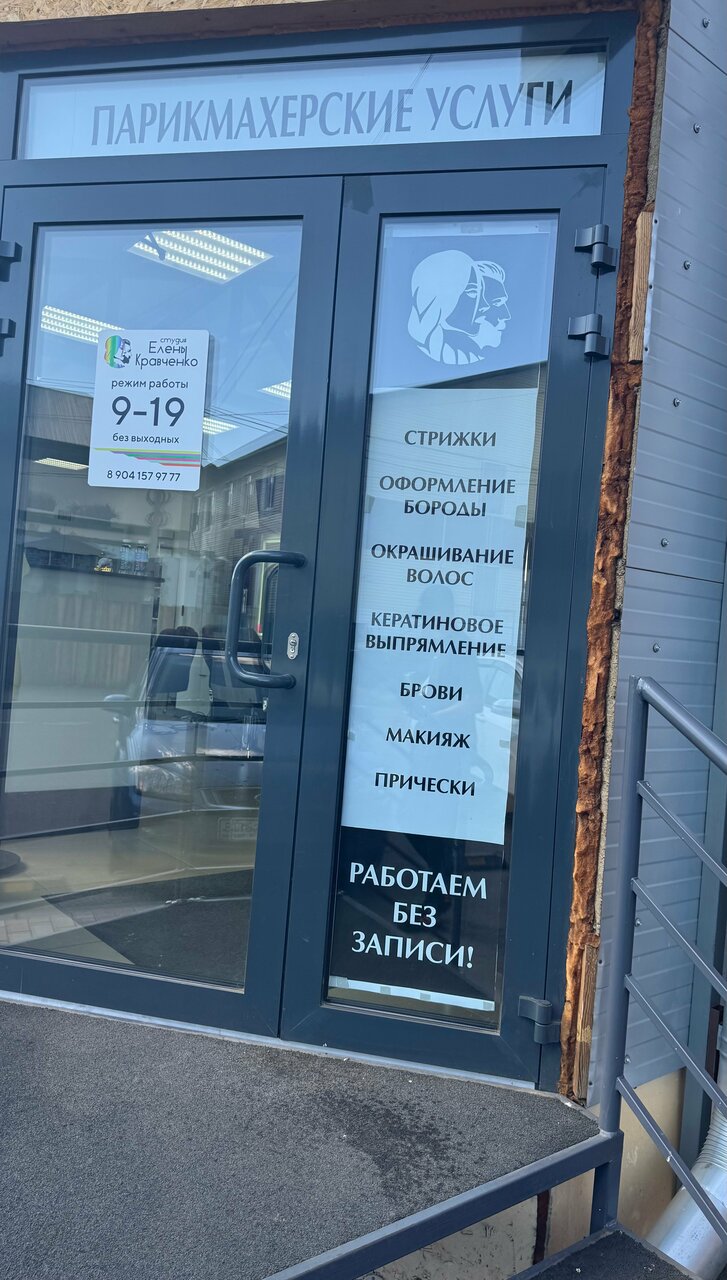 ПАРИКМАХЕРСКИЕ УСЛУГИ
студия
Елены
Кравченко
режим работы
9-19
без выходных
8 904 157 97 77
СТРИЖКИ
ОФОРМЛЕНИЕ
БОРОДЫ
ОКРАШИВАНИЕ
ВОЛОС
КЕРАТИНОВОЕ
ВЫПРЯМЛЕНИЕ
БРОВИ
МАКИЯЖ
ПРИЧЕСКИ
РАБОТАЕМ
БЕЗ
ЗАПИСИ!